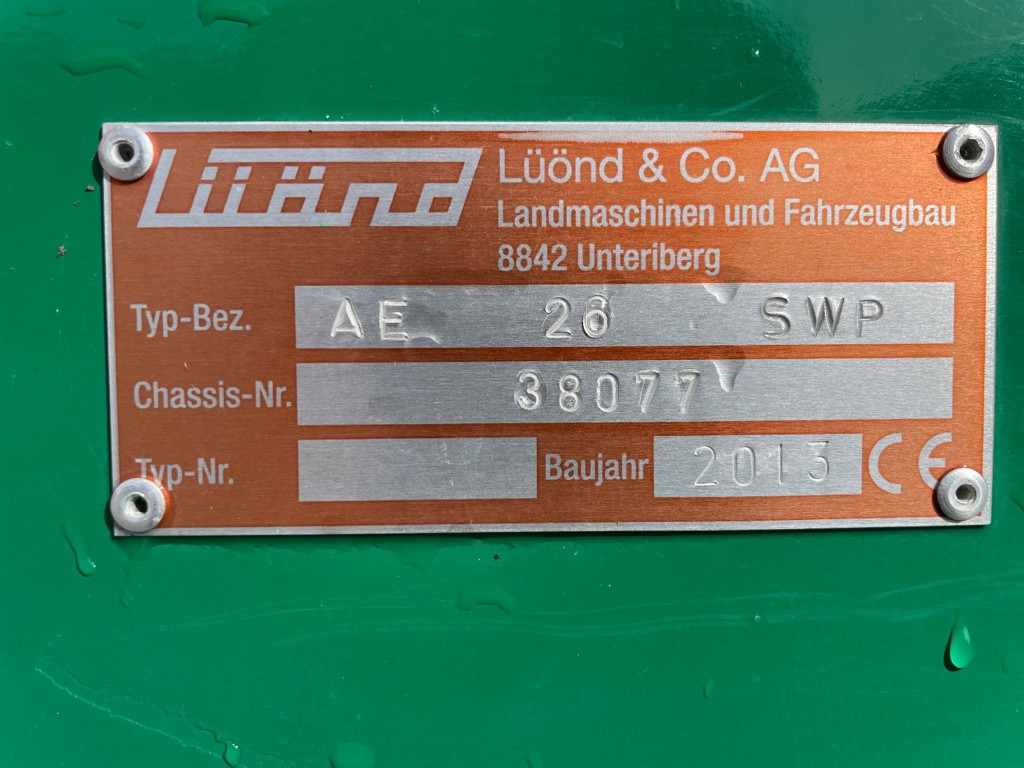 Lüönd
Lüönd & Co. AG
Landmaschinen und Fahrzeugbau
8842 Unteriberg
Typ-Bez. AE 26 SWP
Chassis-Nr. 38077
Typ-Nr. Baujahr 2013 CE